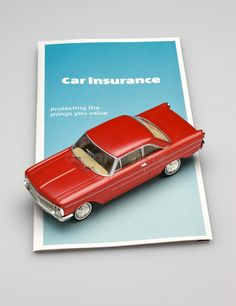 Car insurance
Protecting the
things you value